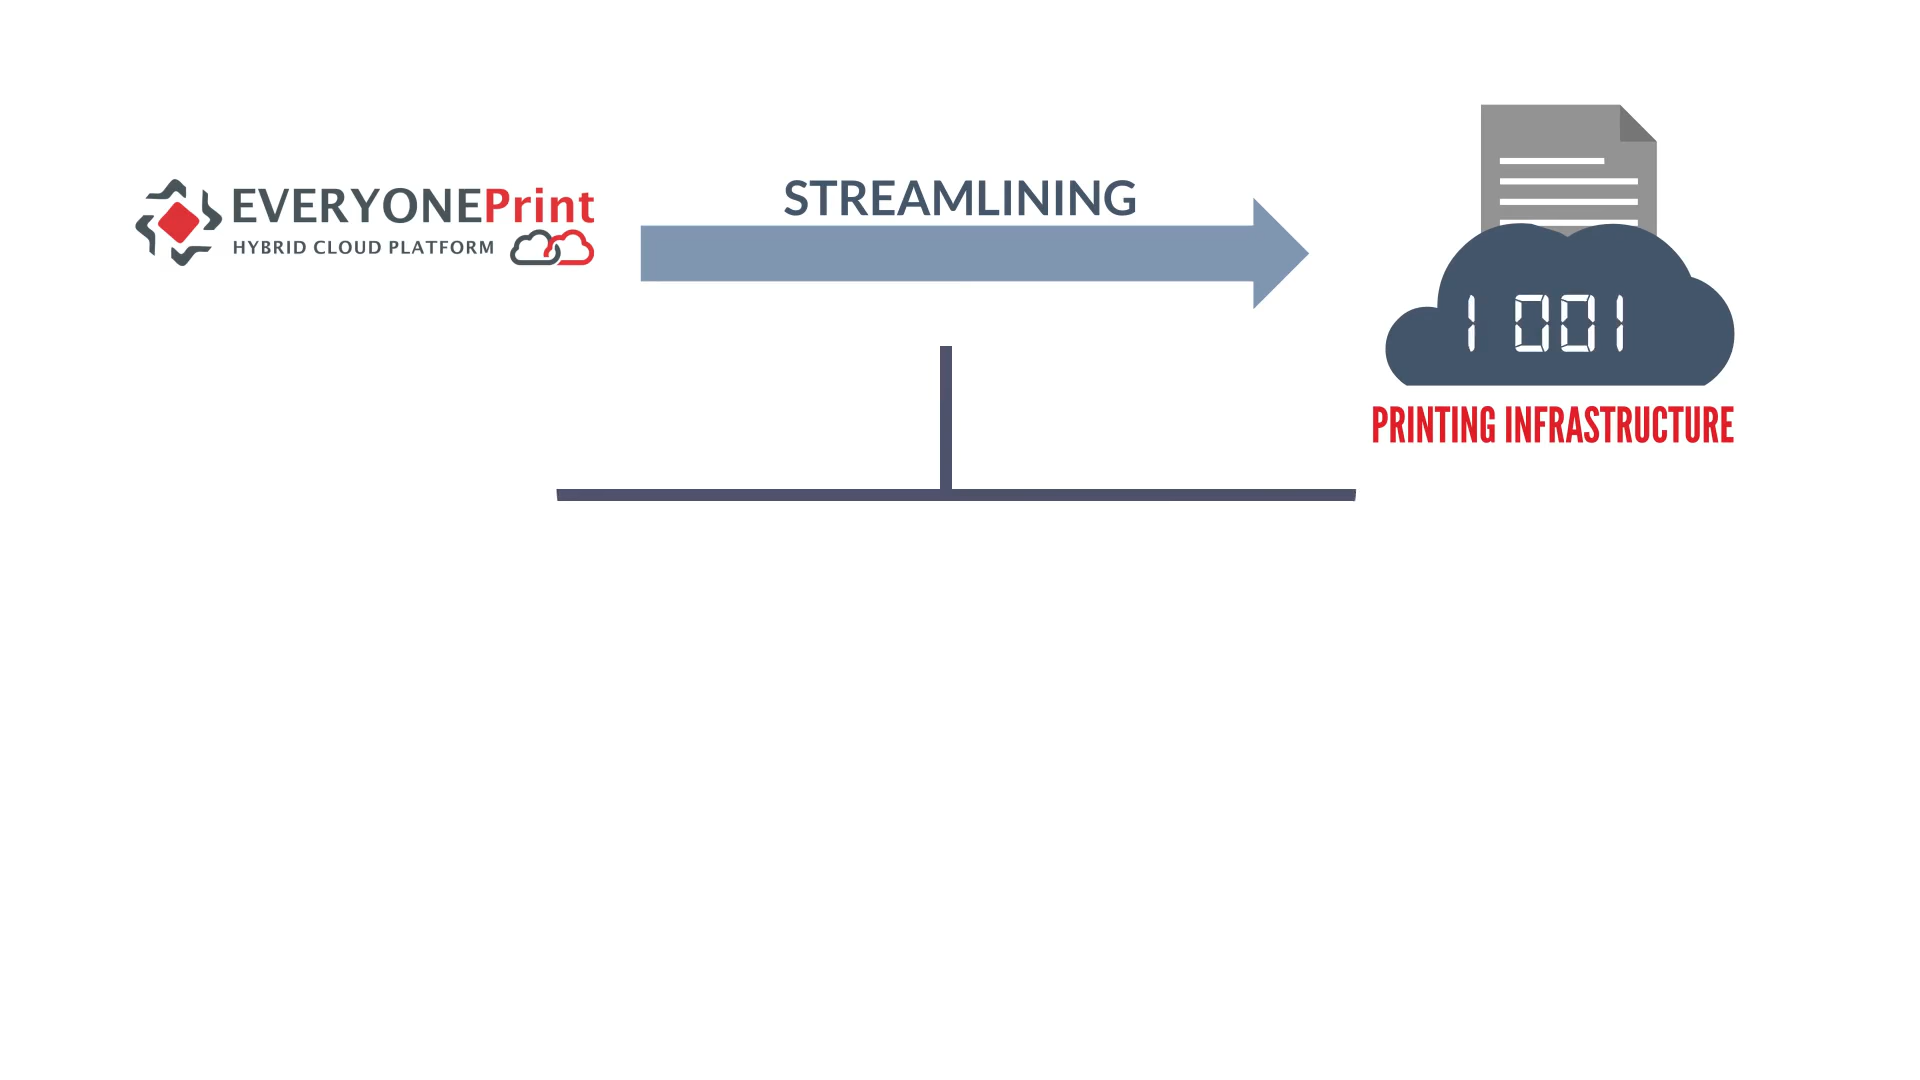 EVERYONEPrint
HYBRID CLOUD PLATFORM
STREAMLINING
1 001
PRINTING INFRASTRUCTURE